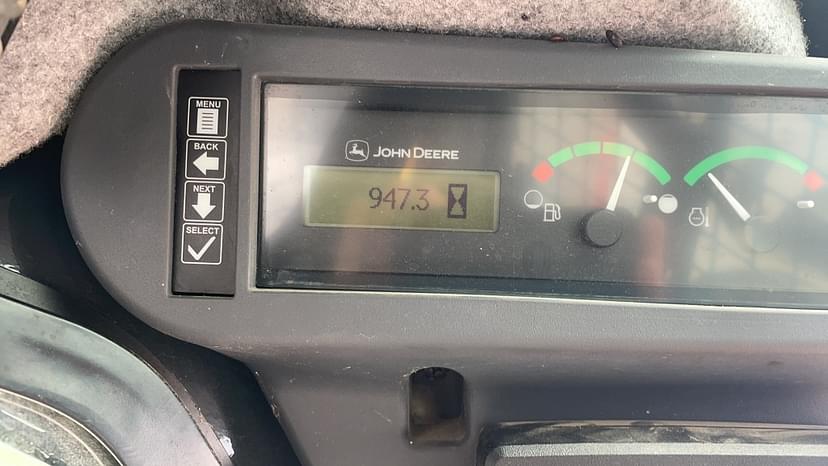 MENU
BACK
NEXT
SELECT
JOHN DEERE
947.3